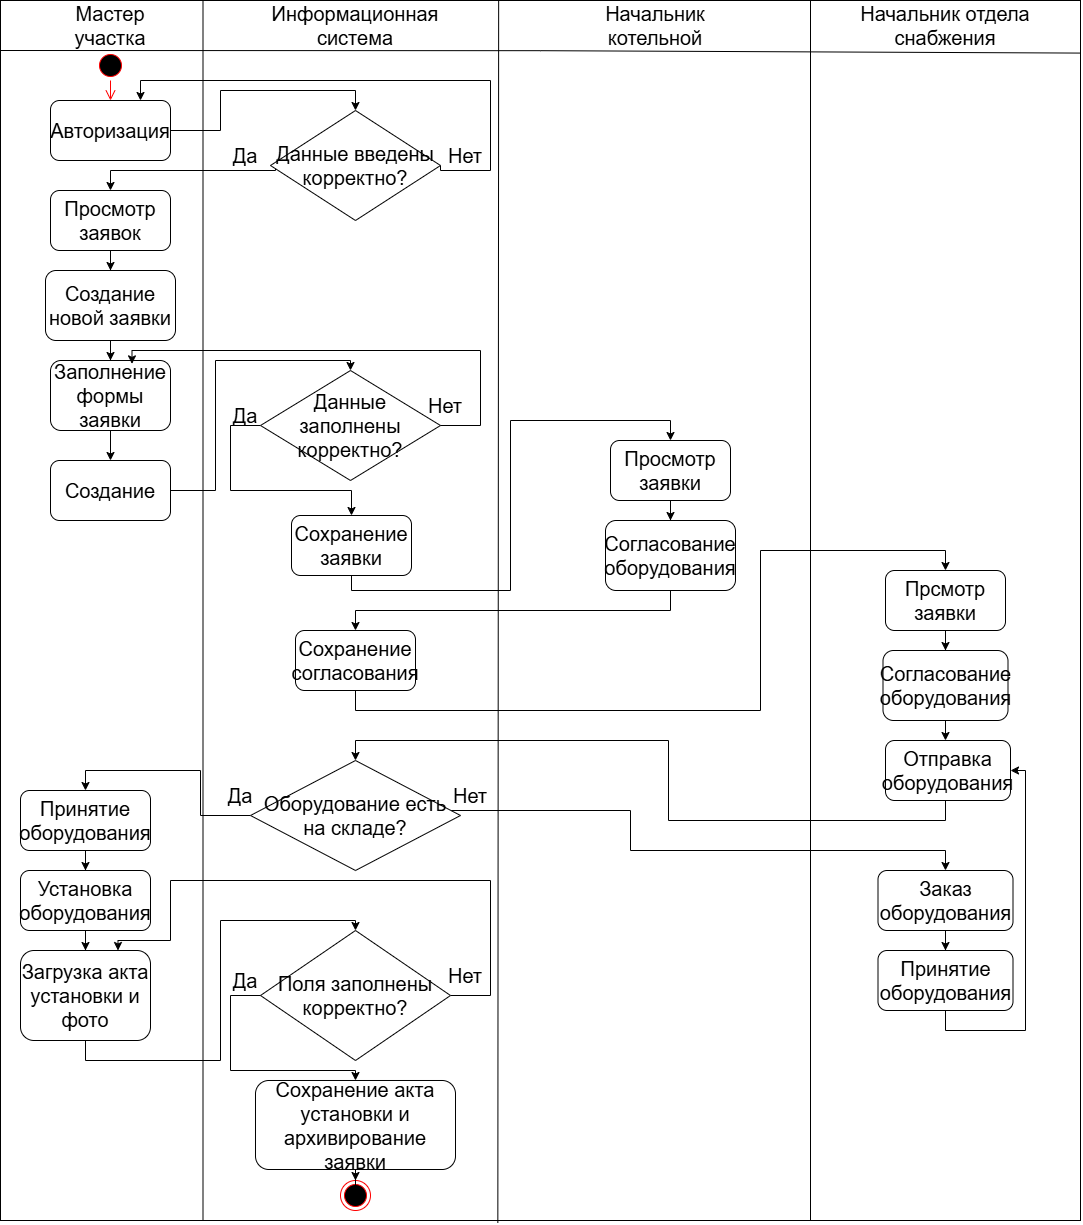 Мастер
участка
Информационная
система
Начальник
котельной
Начальник отдела
снабжения
Авторизация
Да
Данные введены
корректно?
Нет
Просмотр
заявок
Создание
новой заявки
Заполнение
формы
заявки
Да
Данные
заполнены
корректно?
Нет
Создание
Просмотр
заявки
Сохранение
заявки
Согласование
оборудования
Прсмотр
заявки
Сохранение
согласования
Согласование
оборудования
Отправка
оборудования
Да
Оборудование есть
на складе?
Нет
Принятие
оборудования
Установка
оборудования
Заказ
оборудования
Загрузка акта
установки и
фото
Да
Поля заполнены
корректно?
Нет
Принятие
оборудования
Сохранение акта
установки и
архивирование
заявки